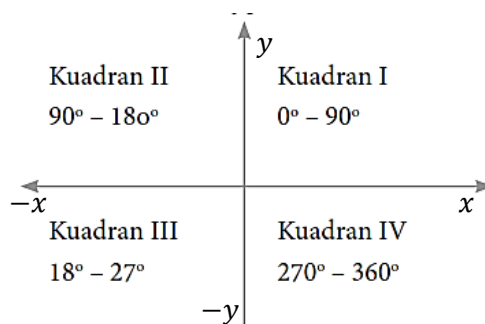 y
Kuadran II
Kuadran I
90° – 18o°
0° – 90°
−x
x
Kuadran III
Kuadran IV
18° – 27°
270° – 360°
−y